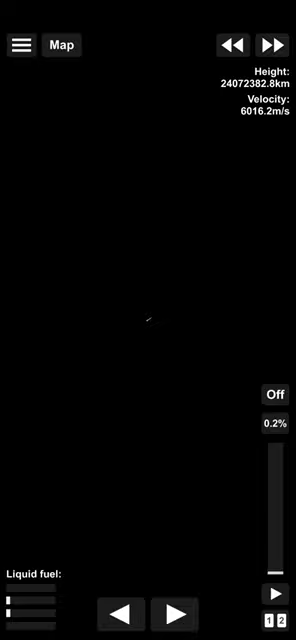 Map
Height:
24072382.8km
Velocity:
6016.2m/s
Off
0.2%
Liquid fuel:
1 2